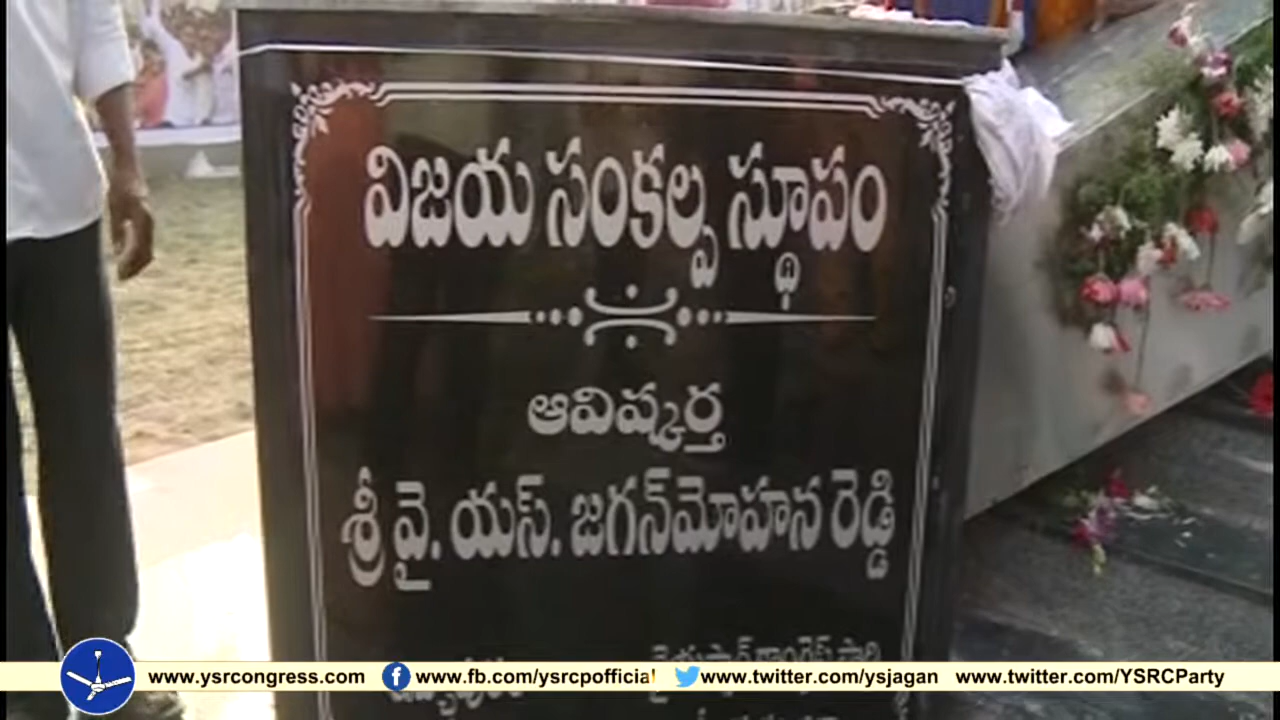 విజయ సంకల్ప స్థూపం
ఆవిష్కర్త
శ్రీ వై. యస్. జగన్‌మోహన రెడ్డి
www.ysrcongress.com www.fb.com/ysrcpofficial www.twitter.com/ysjagan www.twitter.com/YSRCParty